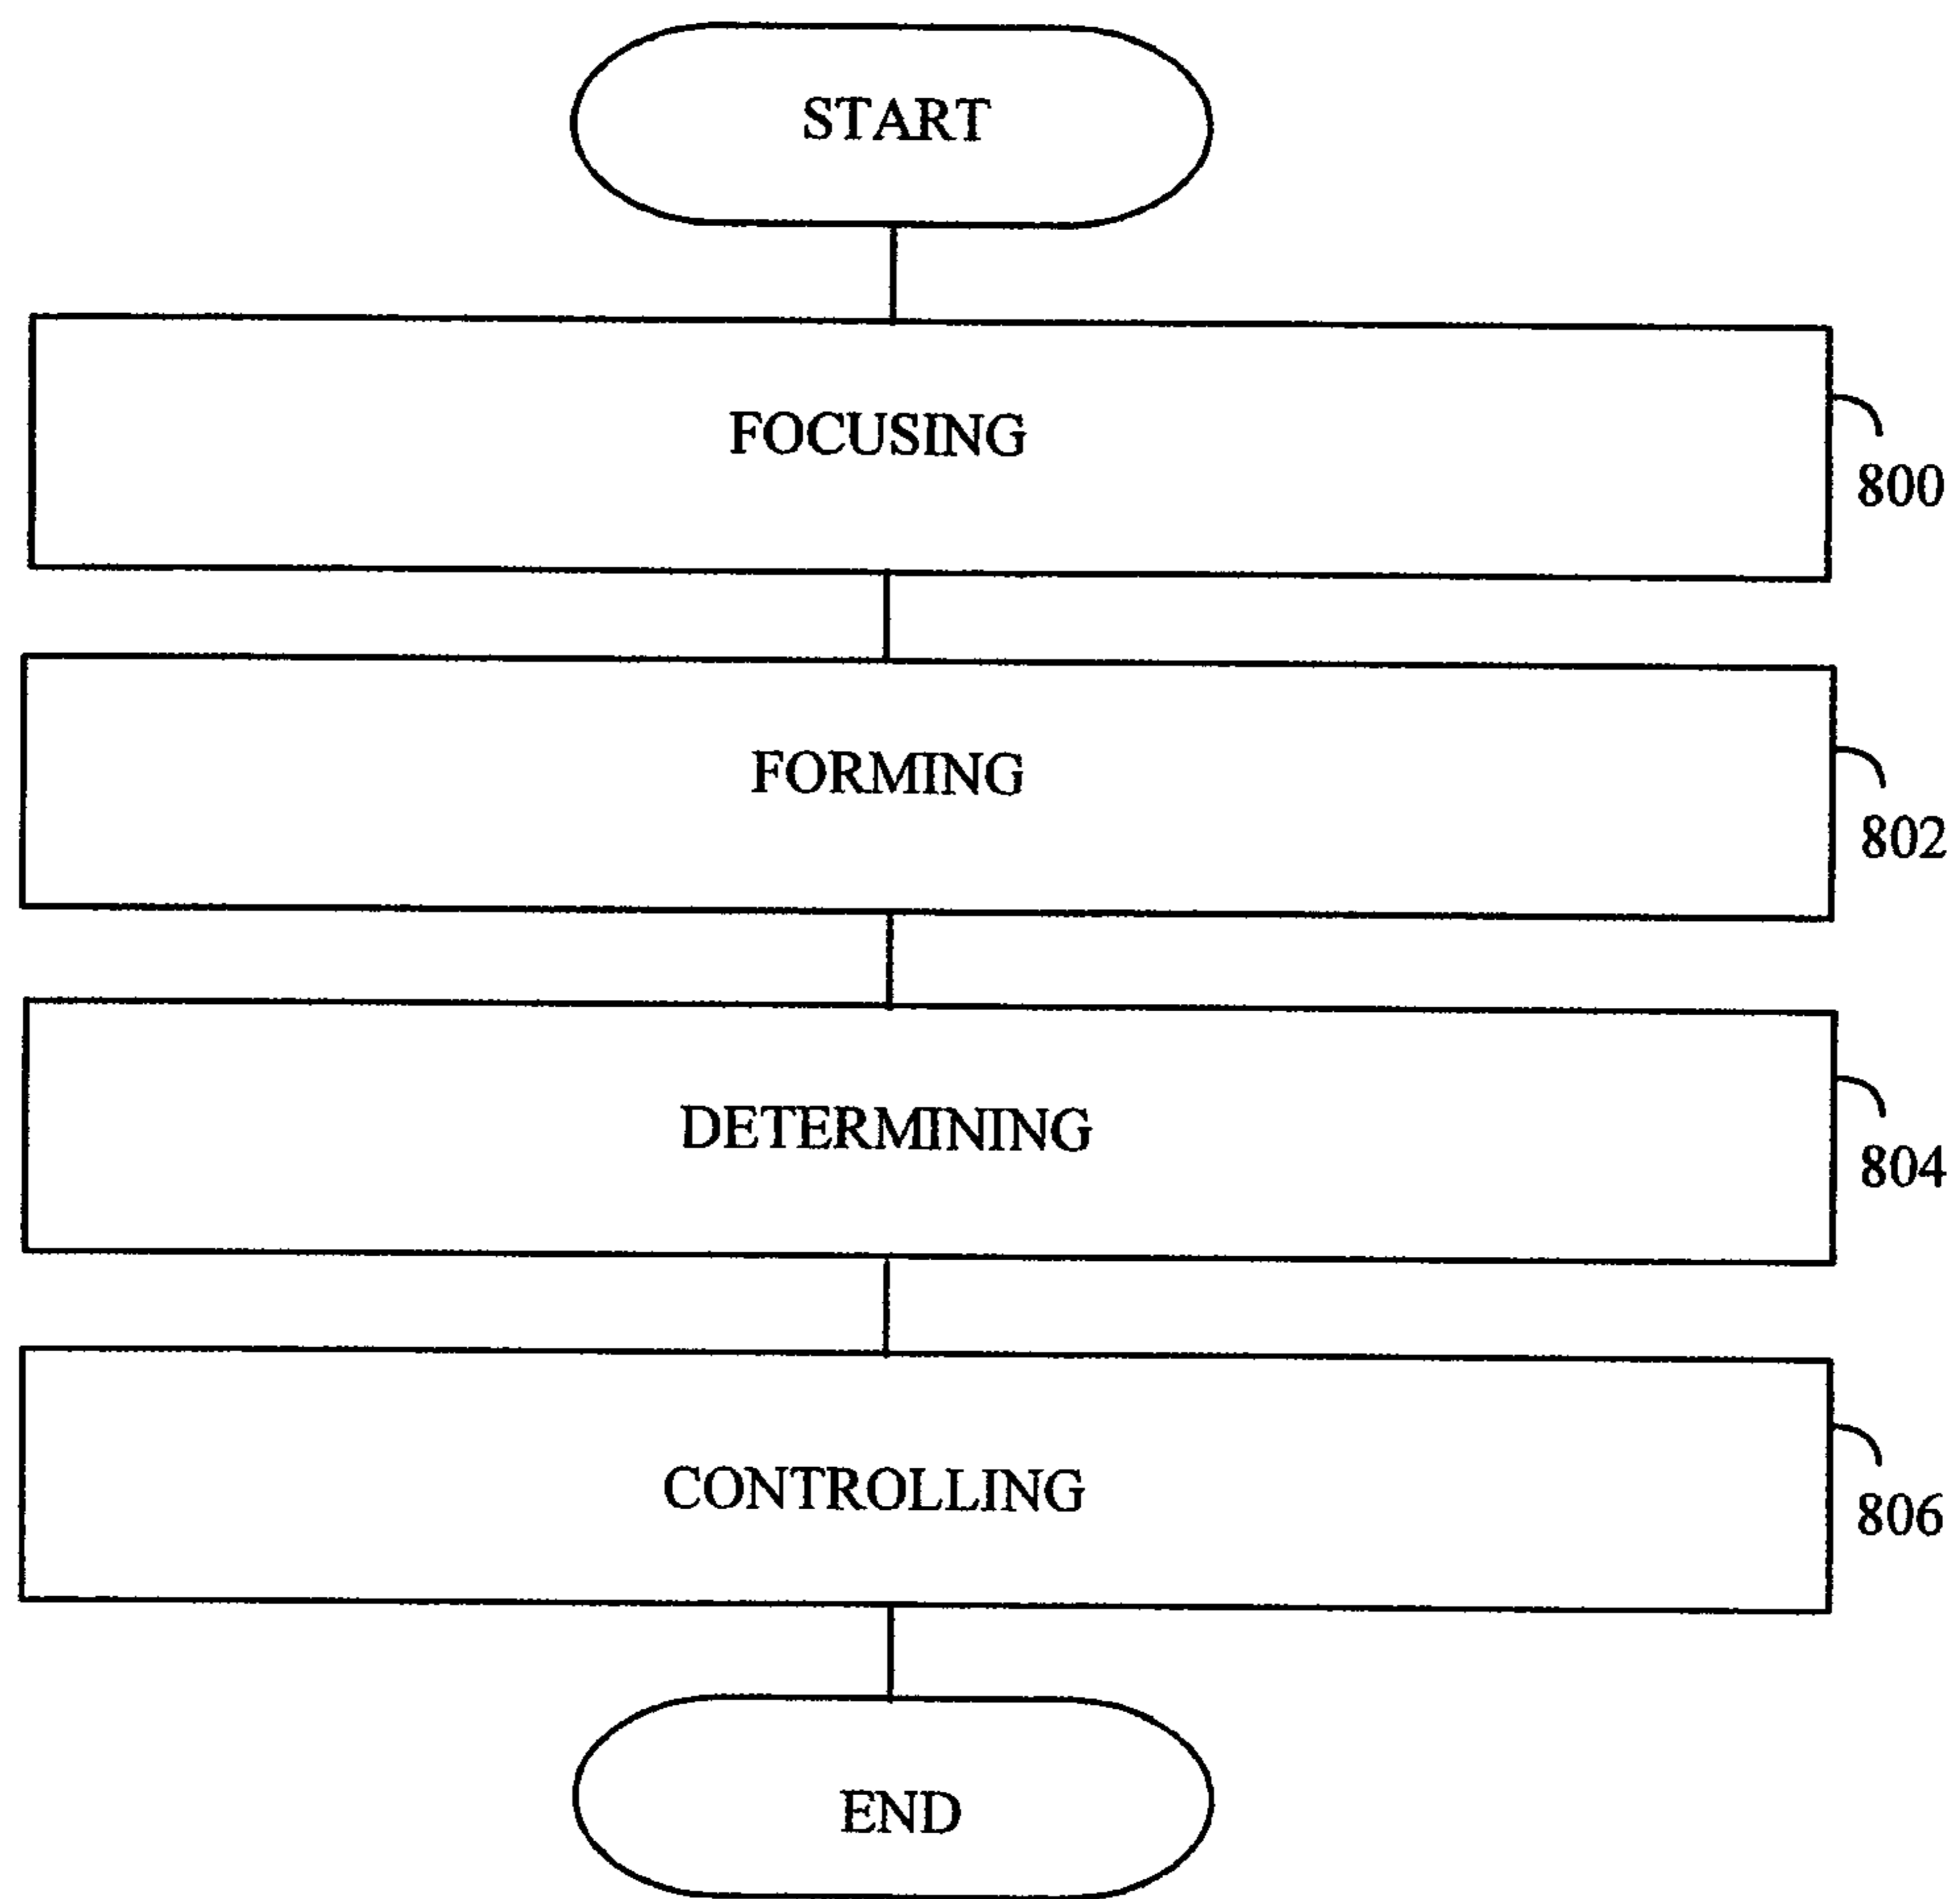 START
FOCUSING
800
FORMING
802
DETERMINING
804
CONTROLLING
806
END